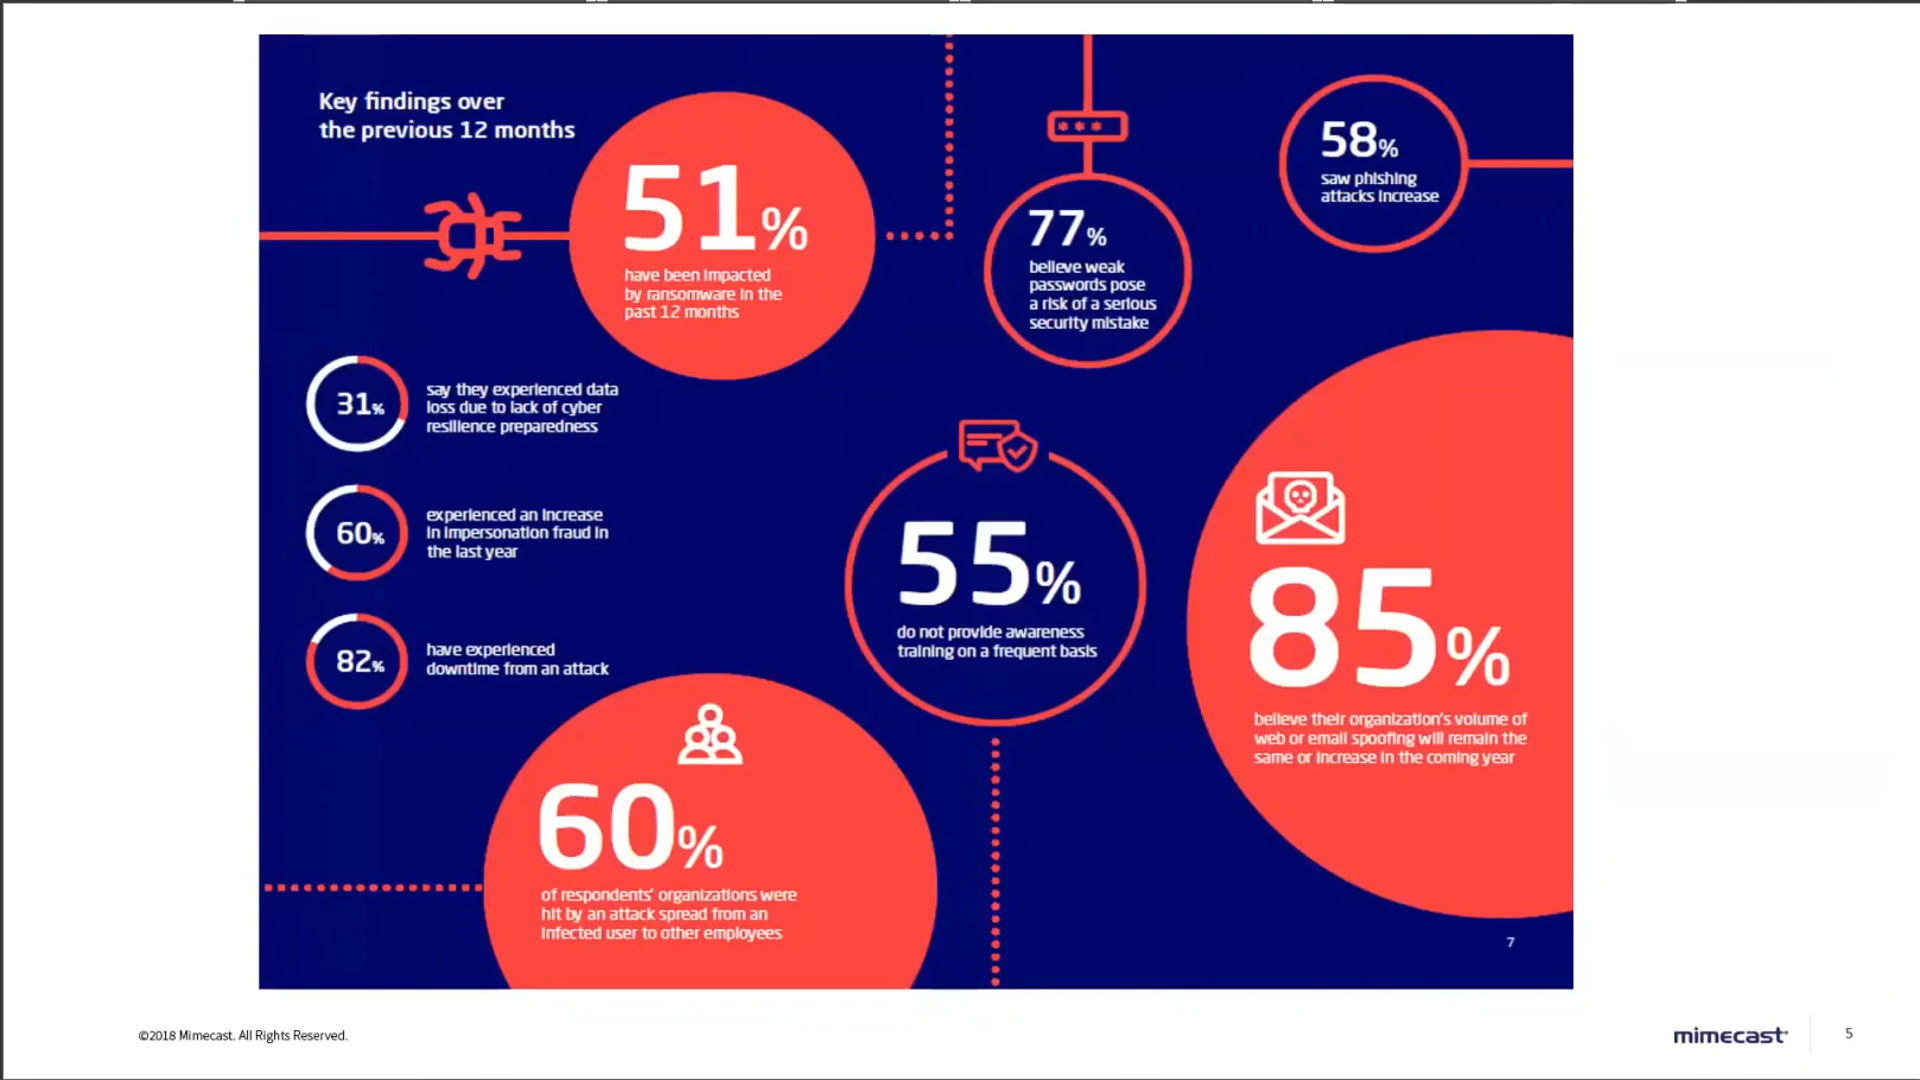 Key findings over
the previous 12 months
51%
have been impacted
by ransomware in the
past 12 months
***
77%
believe weak
passwords pose
a risk of a serious
security mistake
58%
saw phishing
attacks increase
31%
say they experienced data
loss due to lack of cyber
resilience preparedness
60%
experienced an increase
in impersonation fraud in
the last year
82%
have experienced
downtime from an attack
55%
do not provide awareness
training on a frequent basis
85%
believe their organization's volume of
web or email spoofing will remain the
same or increase in the coming year
60%
of respondents' organizations were
hit by an attack spread from an
infected user to other employees
7
©2018 Mimecast. All Rights Reserved.
mimecast
5